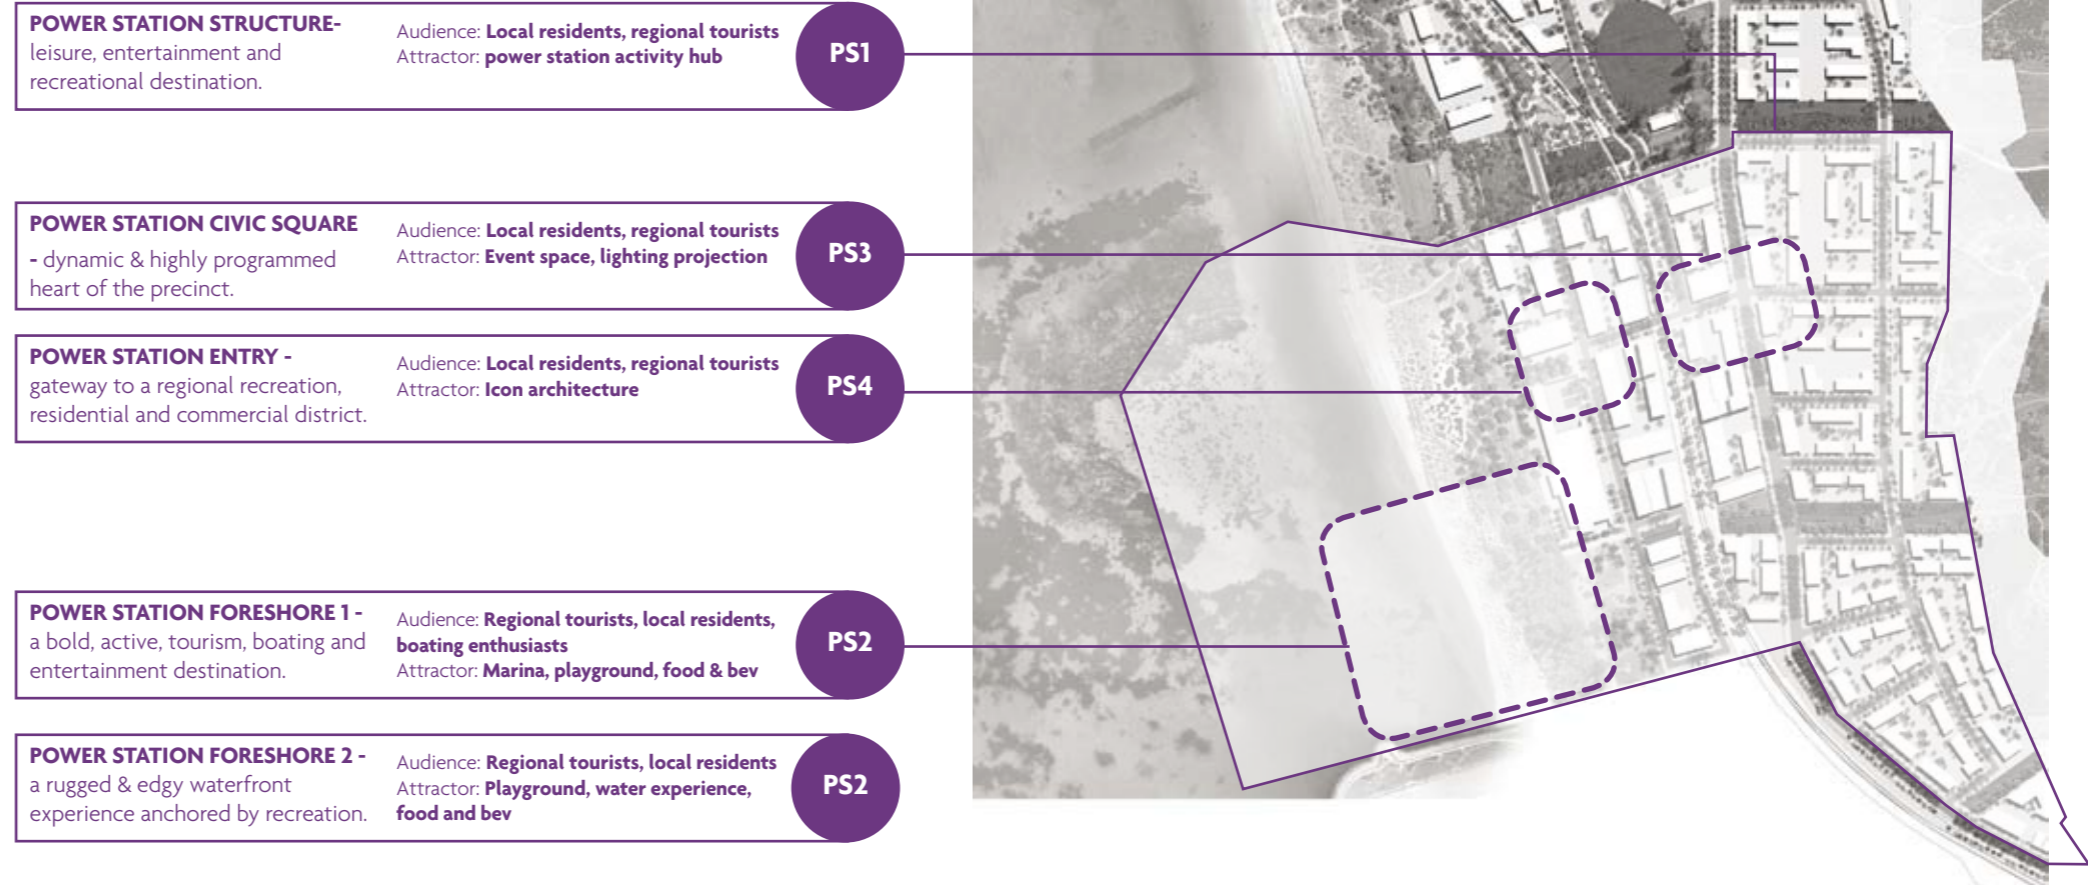 POWER STATION STRUCTURE-
leisure, entertainment and
recreational destination.
Audience: Local residents, regional tourists
Attractor: power station activity hub
PS1
POWER STATION CIVIC SQUARE
- dynamic & highly programmed
heart of the precinct.
Audience: Local residents, regional tourists
Attractor: Event space, lighting projection
PS3
POWER STATION ENTRY -
gateway to a regional recreation,
residential and commercial district.
Audience: Local residents, regional tourists
Attractor: Icon architecture
PS4
POWER STATION FORESHORE 1 -
a bold, active, tourism, boating and
entertainment destination.
Audience: Regional tourists, local residents,
boating enthusiasts
Attractor: Marina, playground, food & bev
PS2
POWER STATION FORESHORE 2 -
a rugged & edgy waterfront
experience anchored by recreation.
Audience: Regional tourists, local residents
Attractor: Playground, water experience,
food and bev
PS2